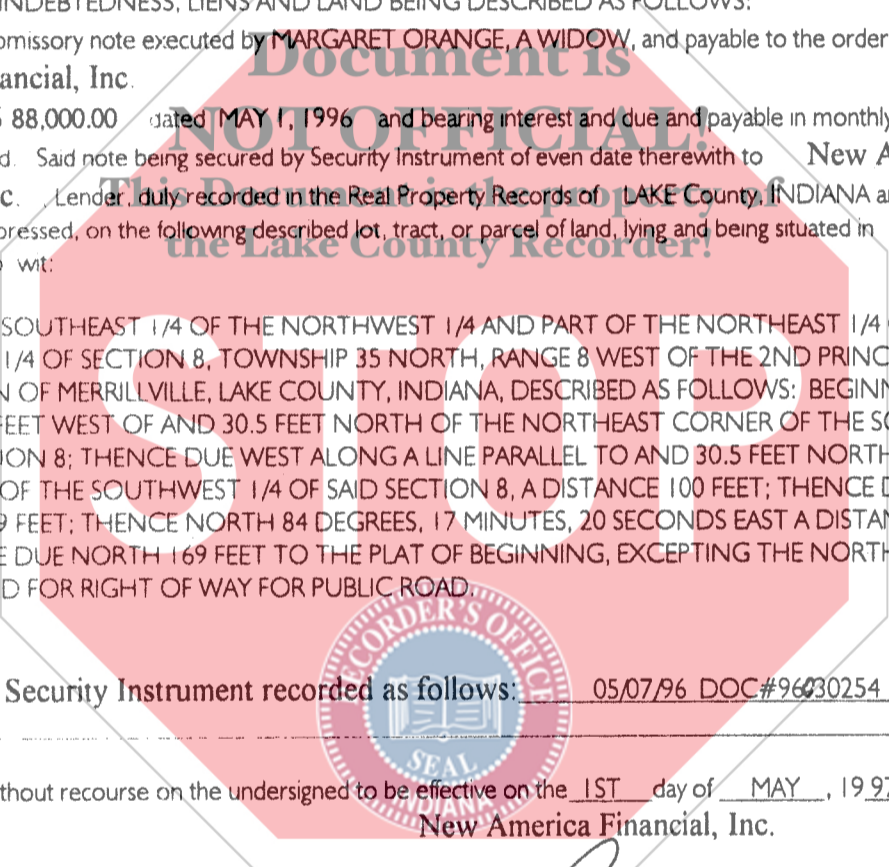 INDEBTEDNESS, LIENS AND LAND BEING DESCRIBED AS FOLLOWS:
omissory note executed by MARGARET ORANGE, A WIDOW, and payable to the order
ancial, Inc.
88,000.00 dated MAY 1, 1996 and bearing interest and due and payable in monthly
d. Said note being secured by Security Instrument of even date therewith to New A
c. , Lender, duly recorded in the Real Property Records of LAKE County, INDIANA a
pressed, on the following described lot, tract, or parcel of land, lying and being situated in
wit:
Document is
NOT OFFICIAL!
This Document is the property of
the Lake County Recorder!
STOP
SOUTHEAST 1/4 OF THE NORTHWEST 1/4 AND PART OF THE NORTHEAST 1/4
1/4 OF SECTION 8, TOWNSHIP 35 NORTH, RANGE 8 WEST OF THE 2ND PRINC
N OF MERRILLVILLE, LAKE COUNTY, INDIANA, DESCRIBED AS FOLLOWS: BEGINN
FEET WEST OF AND 30.5 FEET NORTH OF THE NORTHEAST CORNER OF THE SO
ION 8; THENCE DUE WEST ALONG A LINE PARALLEL TO AND 30.5 FEET NORTH
OF THE SOUTHWEST 1/4 OF SAID SECTION 8, A DISTANCE 100 FEET; THENCE D
9 FEET; THENCE NORTH 84 DEGREES, 17 MINUTES, 20 SECONDS EAST A DISTAN
E DUE NORTH 169 FEET TO THE PLAT OF BEGINNING, EXCEPTING THE NORTH
D FOR RIGHT OF WAY FOR PUBLIC ROAD.
RECORDER'S OFFICE
SEAL
INDIANA
Security Instrument recorded as follows: 05/07/96 DOC#96030254
thout recourse on the undersigned to be effective on the 1ST day of MAY , 1997
New America Financial, Inc.